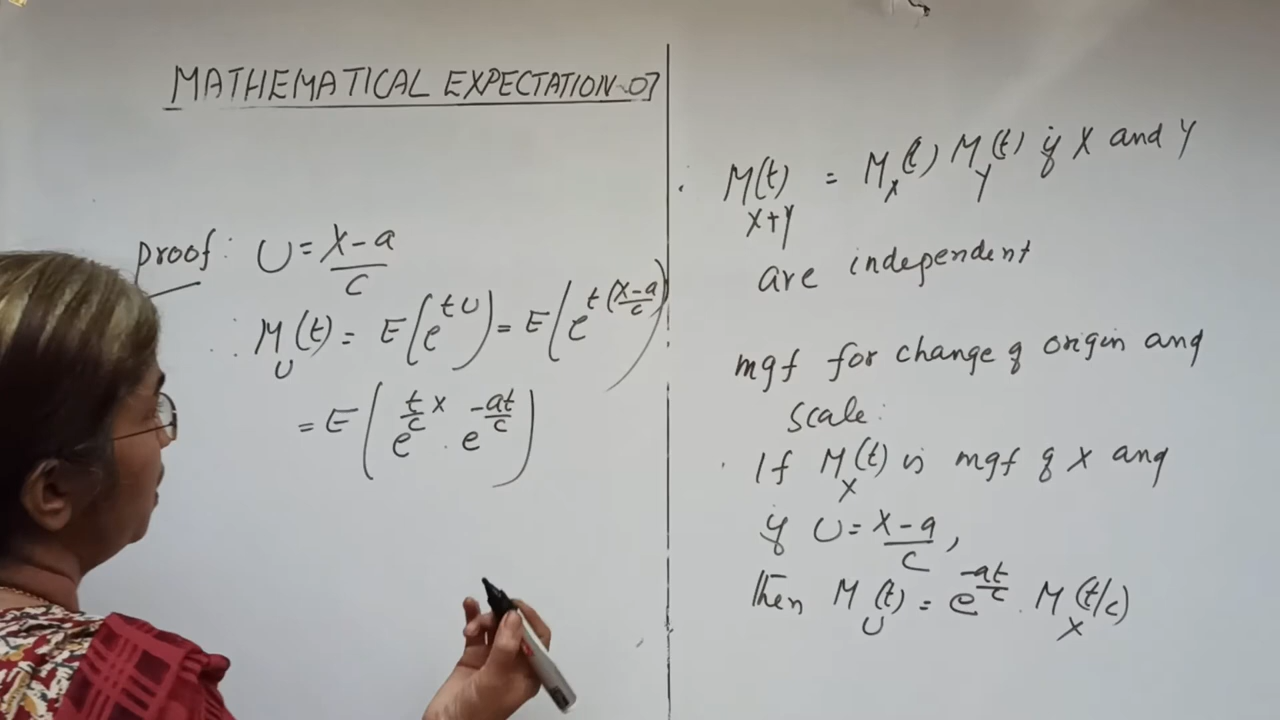 MATHEMATICAL EXPECTATION-07
Proof: U = X-a/c
∴ M_U(t) = E(e^{tU}) = E(e^{t(X-a/c)})
= E(e^{t/c X} . e^{-at/c})
. M_{X+Y}(t) = M_X(t) M_Y(t) if X and Y
are independent
mgf for change of origin and
scale:
. If M_X(t) is mgf of X and
if U = X-a/c,
then M_U(t) = e^{-at/c} . M_X(t/c)